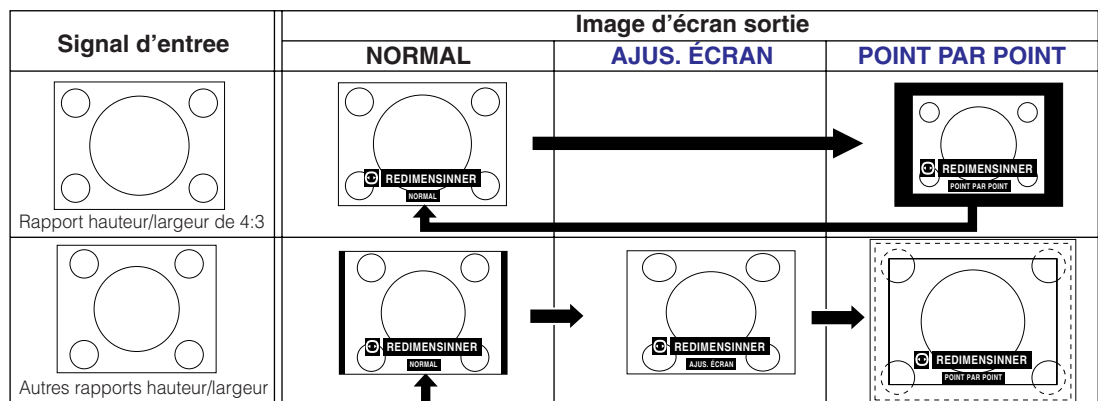 Signal d'entree
Image d'écran sortie
NORMAL
AJUS. ÉCRAN
POINT PAR POINT
REDIMENSINNER
NORMAL
REDIMENSINNER
POINT PAR POINT
Rapport hauteur/largeur de 4:3
REDIMENSINNER
NORMAL
REDIMENSINNER
AJUS. ÉCRAN
REDIMENSINNER
POINT PAR POINT
Autres rapports hauteur/largeur